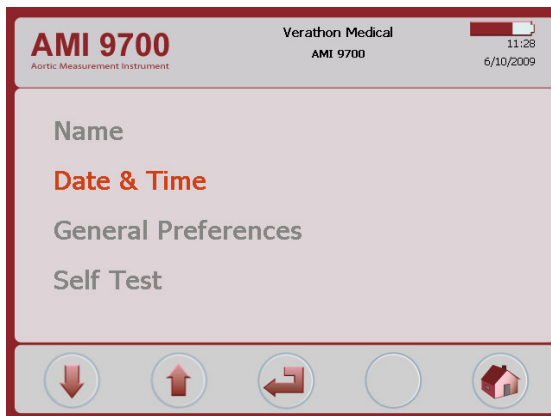 AMI 9700
Aortic Measurement Instrument
Verathon Medical
AMI 9700
11:28
6/10/2009
Name
Date & Time
General Preferences
Self Test